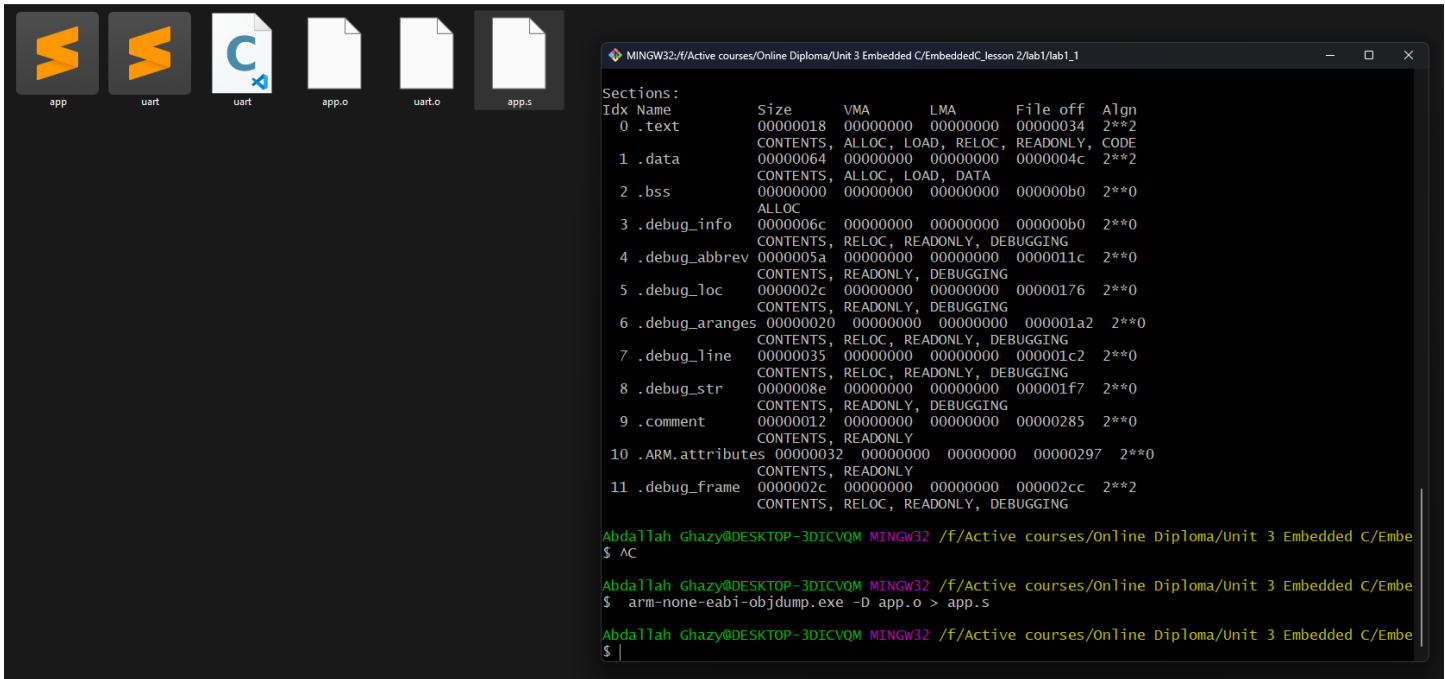 app
uart
C
uart
app.o
uart.o
app.s
MINGW32:/f/Active courses/Online Diploma/Unit 3 Embedded C/EmbeddedC_lesson 2/lab1/lab1_1
Sections:
Idx Name Size VMA LMA File off Algn
0 .text 00000018 00000000 00000000 00000034 2**2
CONTENTS, ALLOC, LOAD, RELOC, READONLY, CODE
1 .data 00000064 00000000 00000000 0000004c 2**2
CONTENTS, ALLOC, LOAD, DATA
2 .bss 00000000 00000000 00000000 000000b0 2**0
ALLOC
3 .debug_info 0000006c 00000000 00000000 000000b0 2**0
CONTENTS, RELOC, READONLY, DEBUGGING
4 .debug_abbrev 0000005a 00000000 00000000 0000011c 2**0
CONTENTS, READONLY, DEBUGGING
5 .debug_loc 0000002c 00000000 00000000 00000176 2**0
CONTENTS, READONLY, DEBUGGING
6 .debug_aranges 00000020 00000000 00000000 000001a2 2**0
CONTENTS, RELOC, READONLY, DEBUGGING
7 .debug_line 00000035 00000000 00000000 000001c2 2**0
CONTENTS, RELOC, READONLY, DEBUGGING
8 .debug_str 0000008e 00000000 00000000 000001f7 2**0
CONTENTS, READONLY, DEBUGGING
9 .comment 00000012 00000000 00000000 00000285 2**0
CONTENTS, READONLY
10 .ARM.attributes 00000032 00000000 00000000 00000297 2**0
CONTENTS, READONLY
11 .debug_frame 0000002c 00000000 00000000 000002cc 2**2
CONTENTS, RELOC, READONLY, DEBUGGING
Abdallah Ghazy@DESKTOP-3DICVQM MINGW32 /f/Active courses/Online Diploma/Unit 3 Embedded C/Embe
$ ^C
Abdallah Ghazy@DESKTOP-3DICVQM MINGW32 /f/Active courses/Online Diploma/Unit 3 Embedded C/Embe
$ arm-none-eabi-objdump.exe -D app.o > app.s
Abdallah Ghazy@DESKTOP-3DICVQM MINGW32 /f/Active courses/Online Diploma/Unit 3 Embedded C/Embe
$